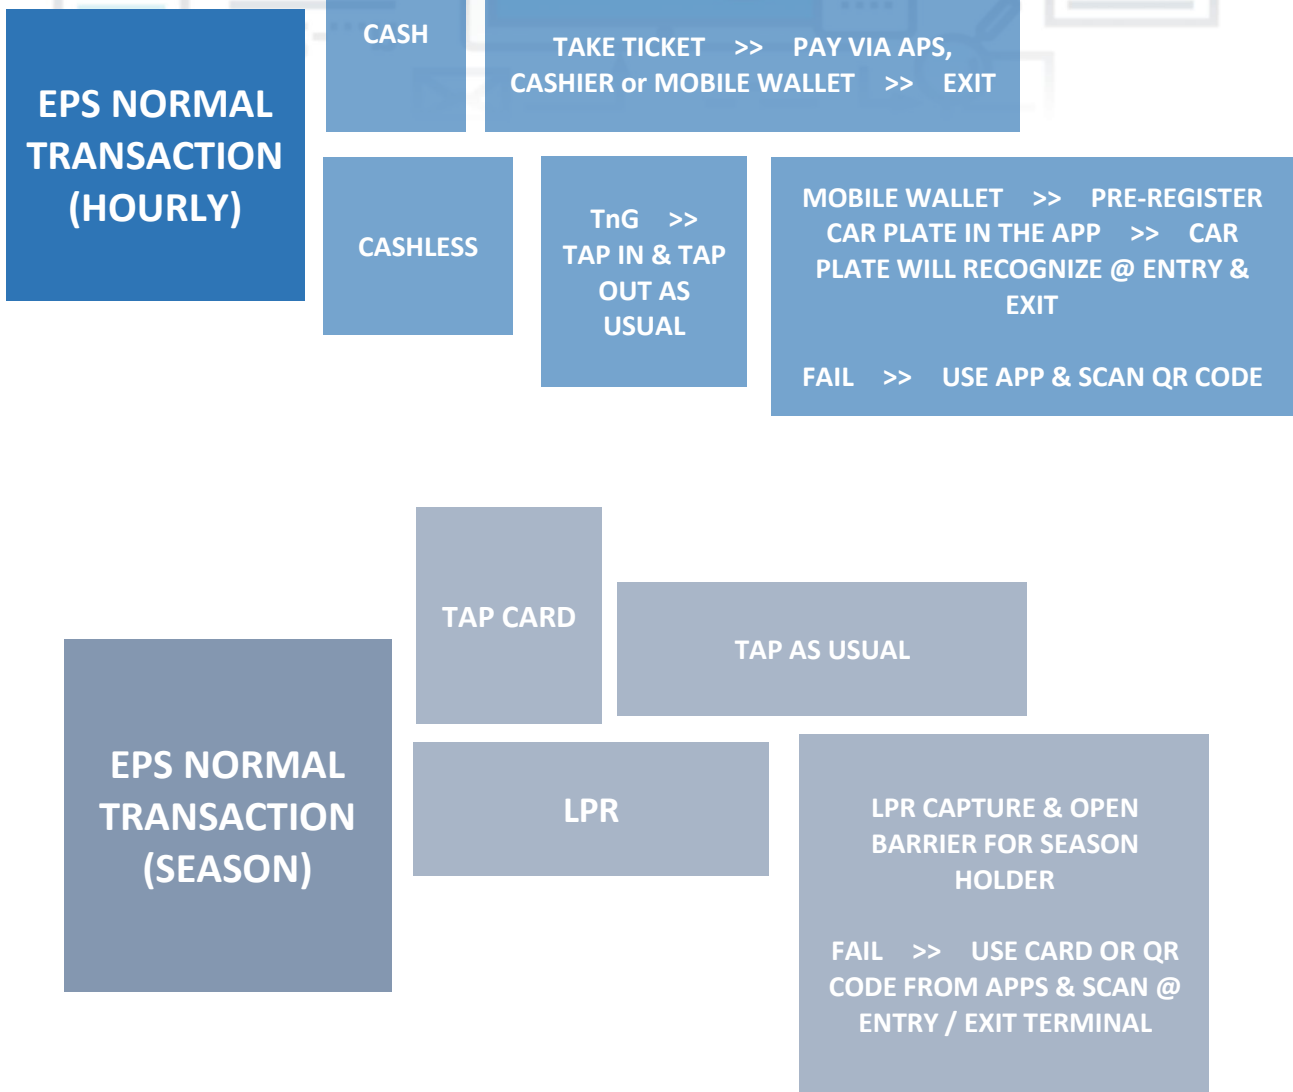 EPS NORMAL
TRANSACTION
(HOURLY)
CASH
TAKE TICKET >> PAY VIA APS,
CASHIER or MOBILE WALLET >> EXIT
CASHLESS
TnG >>
TAP IN & TAP
OUT AS
USUAL
MOBILE WALLET >> PRE-REGISTER
CAR PLATE IN THE APP >> CAR
PLATE WILL RECOGNIZE @ ENTRY &
EXIT
FAIL >> USE APP & SCAN QR CODE
EPS NORMAL
TRANSACTION
(SEASON)
TAP CARD
TAP AS USUAL
LPR
LPR CAPTURE & OPEN
BARRIER FOR SEASON
HOLDER
FAIL >> USE CARD OR QR
CODE FROM APPS & SCAN @
ENTRY / EXIT TERMINAL